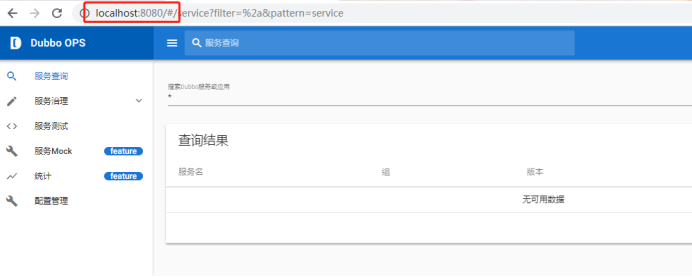 localhost:8080/#/service?filter=%2a&pattern=service
Dubbo OPS
服务查询
服务查询
服务治理
服务测试
服务Mock feature
统计 feature
配置管理
搜索Dubbo服务或应用
*
查询结果
服务名 组 版本
无可用数据